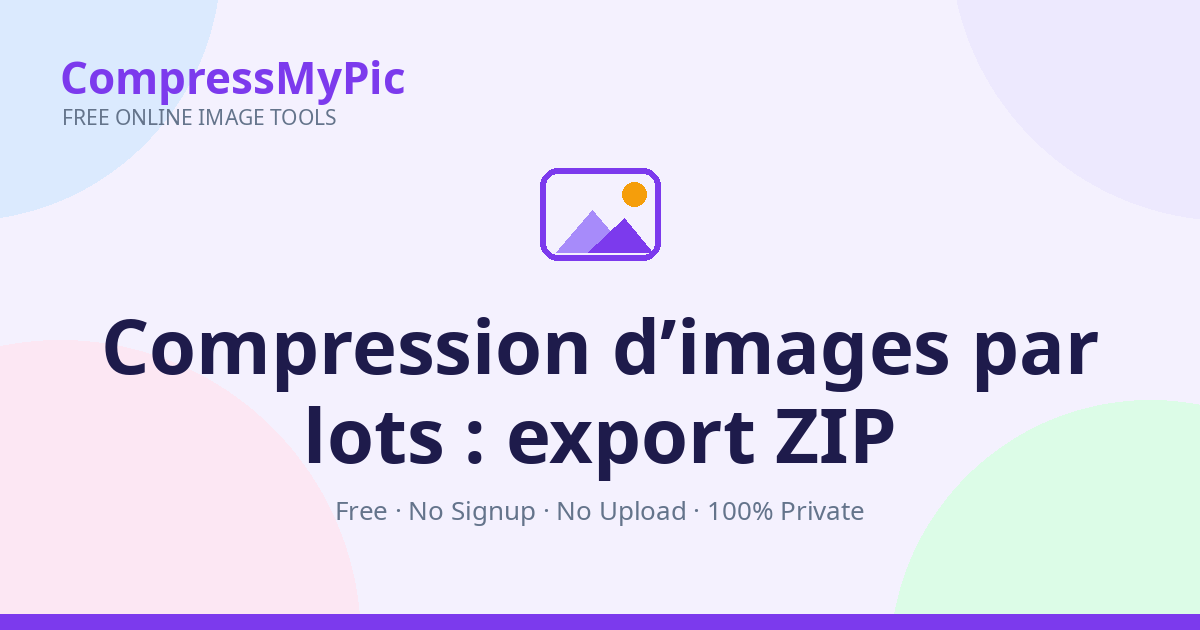 CompressMyPic
FREE ONLINE IMAGE TOOLS
Compression d’images par
lots : export ZIP
Free · No Signup · No Upload · 100% Private